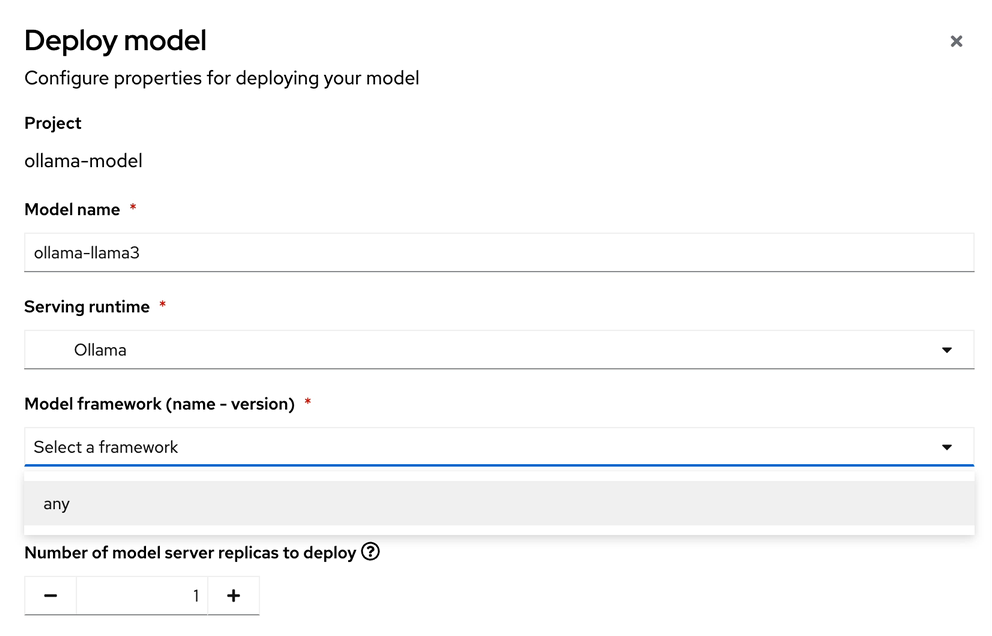 Deploy model
Configure properties for deploying your model
Project
ollama-model
Model name *
ollama-llama3
Serving runtime *
Ollama
Model framework (name - version) *
Select a framework
any
Number of model server replicas to deploy
1